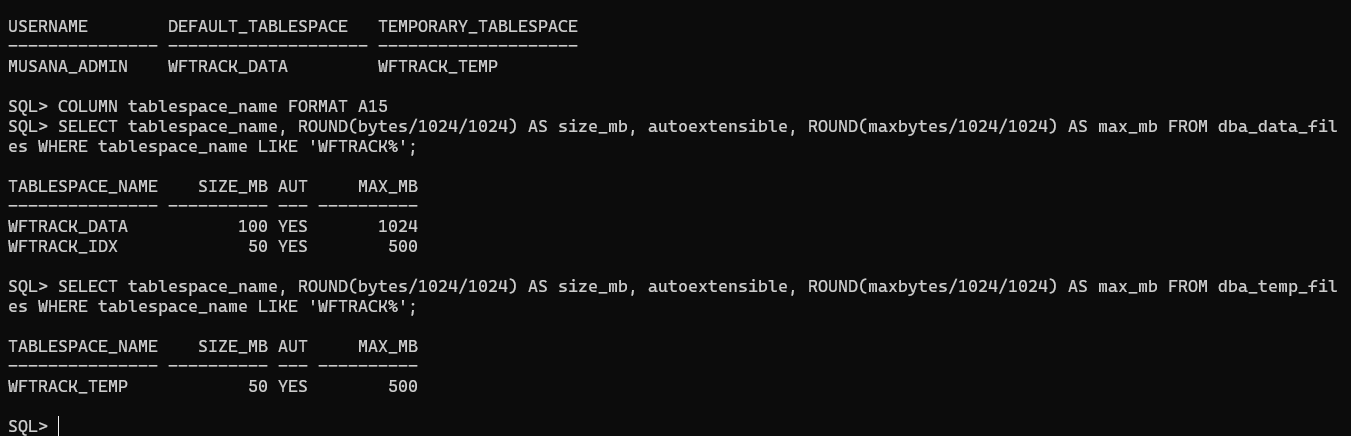 USERNAME        DEFAULT_TABLESPACE   TEMPORARY_TABLESPACE
--------------- -------------------- --------------------
MUSANA_ADMIN    WFTRACK_DATA         WFTRACK_TEMP
SQL> COLUMN tablespace_name FORMAT A15
SQL> SELECT tablespace_name, ROUND(bytes/1024/1024) AS size_mb, autoextensible, ROUND(maxbytes/1024/1024) AS max_mb FROM dba_data_fil
es WHERE tablespace_name LIKE 'WFTRACK%';
TABLESPACE_NAME    SIZE_MB AUT     MAX_MB
--------------- ---------- --- ----------
WFTRACK_DATA           100 YES       1024
WFTRACK_IDX             50 YES        500
SQL> SELECT tablespace_name, ROUND(bytes/1024/1024) AS size_mb, autoextensible, ROUND(maxbytes/1024/1024) AS max_mb FROM dba_temp_fil
es WHERE tablespace_name LIKE 'WFTRACK%';
TABLESPACE_NAME    SIZE_MB AUT     MAX_MB
--------------- ---------- --- ----------
WFTRACK_TEMP            50 YES        500
SQL>